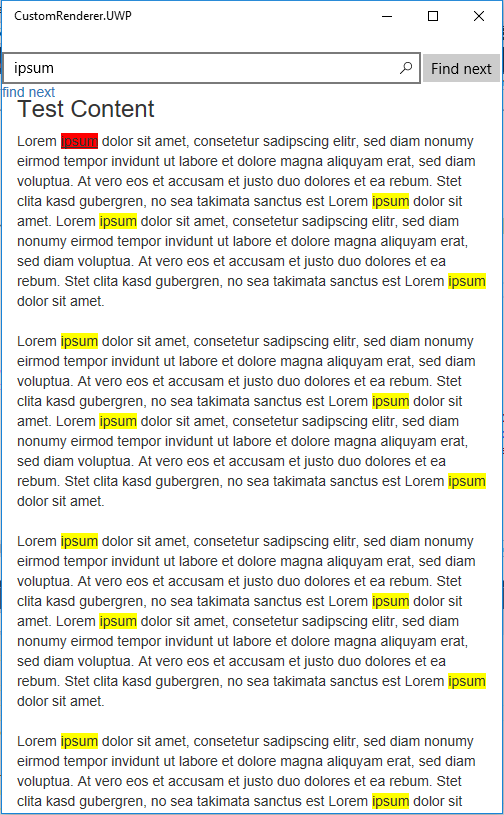 CustomRenderer.UWP
ipsum
Find next
find next
Test Content
Lorem ipsum dolor sit amet, consetetur sadipscing elitr, sed diam nonumy
eirmod tempor invidunt ut labore et dolore magna aliquyam erat, sed diam
voluptua. At vero eos et accusam et justo duo dolores et ea rebum. Stet
clita kasd gubergren, no sea takimata sanctus est Lorem ipsum dolor sit
amet. Lorem ipsum dolor sit amet, consetetur sadipscing elitr, sed diam
nonumy eirmod tempor invidunt ut labore et dolore magna aliquyam erat,
sed diam voluptua. At vero eos et accusam et justo duo dolores et ea
rebum. Stet clita kasd gubergren, no sea takimata sanctus est Lorem ipsum
dolor sit amet.
Lorem ipsum dolor sit amet, consetetur sadipscing elitr, sed diam nonumy
eirmod tempor invidunt ut labore et dolore magna aliquyam erat, sed diam
voluptua. At vero eos et accusam et justo duo dolores et ea rebum. Stet
clita kasd gubergren, no sea takimata sanctus est Lorem ipsum dolor sit
amet. Lorem ipsum dolor sit amet, consetetur sadipscing elitr, sed diam
nonumy eirmod tempor invidunt ut labore et dolore magna aliquyam erat,
sed diam voluptua. At vero eos et accusam et justo duo dolores et ea
rebum. Stet clita kasd gubergren, no sea takimata sanctus est Lorem ipsum
dolor sit amet.
Lorem ipsum dolor sit amet, consetetur sadipscing elitr, sed diam nonumy
eirmod tempor invidunt ut labore et dolore magna aliquyam erat, sed diam
voluptua. At vero eos et accusam et justo duo dolores et ea rebum. Stet
clita kasd gubergren, no sea takimata sanctus est Lorem ipsum dolor sit
amet. Lorem ipsum dolor sit amet, consetetur sadipscing elitr, sed diam
nonumy eirmod tempor invidunt ut labore et dolore magna aliquyam erat,
sed diam voluptua. At vero eos et accusam et justo duo dolores et ea
rebum. Stet clita kasd gubergren, no sea takimata sanctus est Lorem ipsum
dolor sit amet.
Lorem ipsum dolor sit amet, consetetur sadipscing elitr, sed diam nonumy
eirmod tempor invidunt ut labore et dolore magna aliquyam erat, sed diam
voluptua. At vero eos et accusam et justo duo dolores et ea rebum. Stet
clita kasd gubergren, no sea takimata sanctus est Lorem ipsum dolor sit